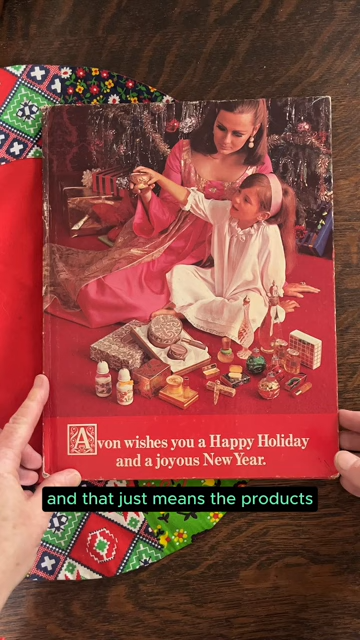 Avon wishes you a Happy Holiday
and a joyous New Year.
and that just means the products